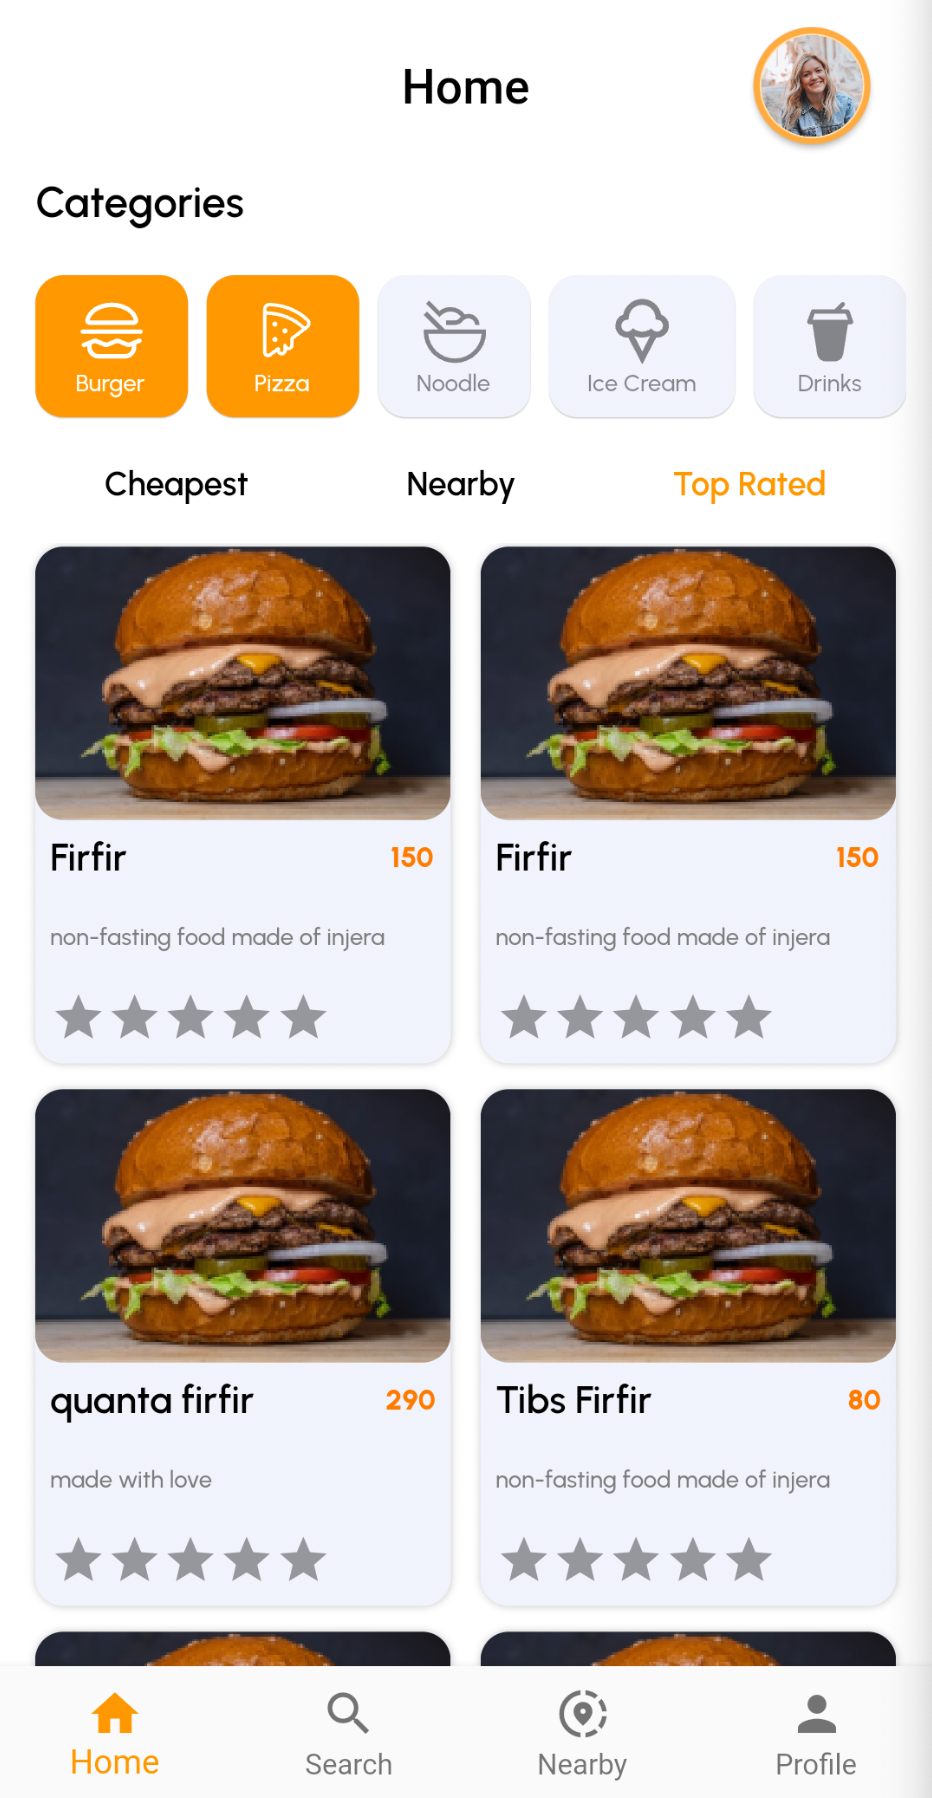 Home
Categories
Burger Pizza Noodle Ice Cream Drinks
Cheapest Nearby Top Rated
Firfir 150
non-fasting food made of injera
Firfir 150
non-fasting food made of injera
quanta firfir 290
made with love
Tibs Firfir 80
non-fasting food made of injera
Home Search Nearby Profile